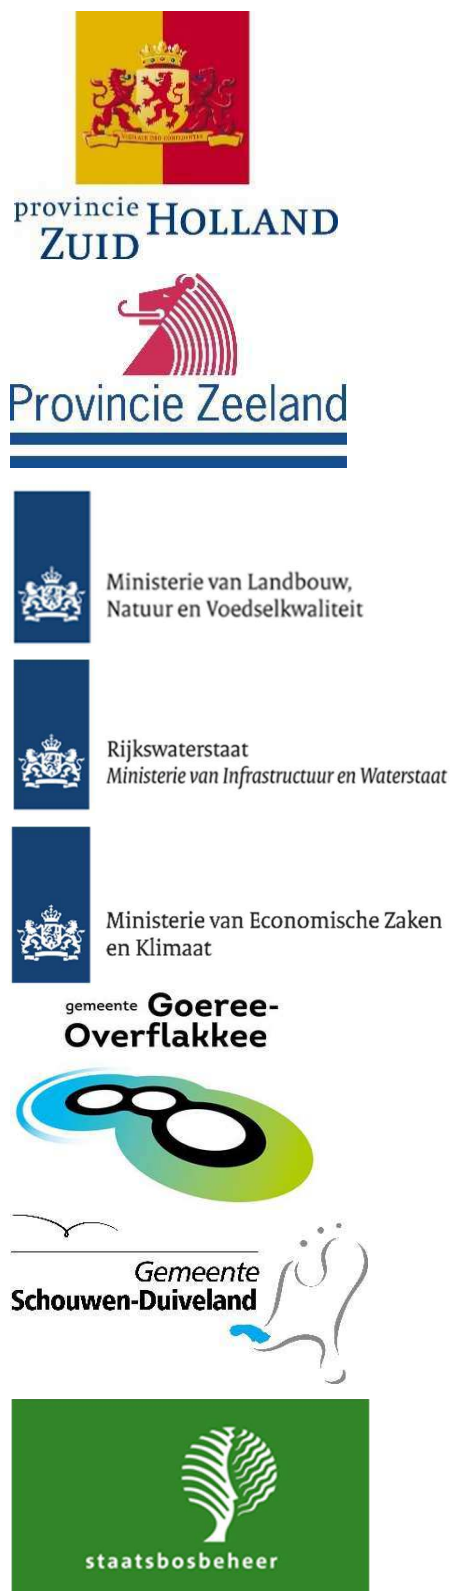 provincie HOLLAND
ZUID
Provincie Zeeland
Ministerie van Landbouw,
Natuur en Voedselkwaliteit
Rijkswaterstaat
Ministerie van Infrastructuur en Waterstaat
Ministerie van Economische Zaken
en Klimaat
gemeente Goeree-
Overflakkee
Gemeente
Schouwen-Duiveland
staatsbosbeheer